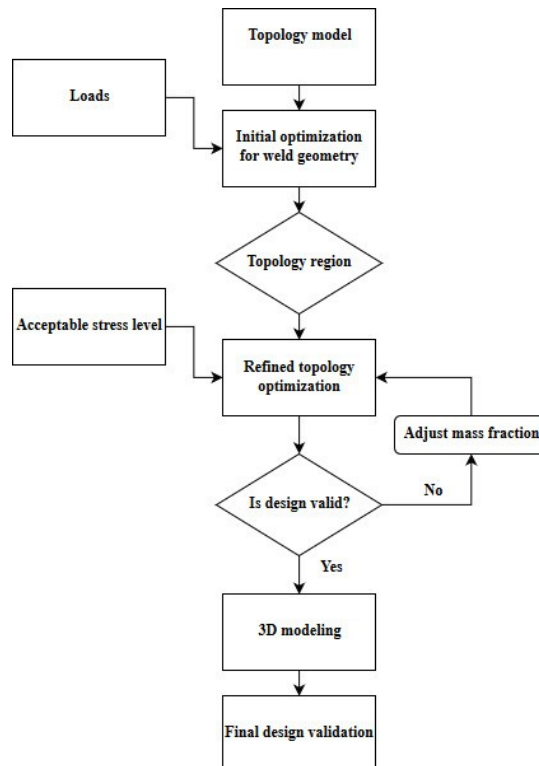 Topology model
Loads
Initial optimization
for weld geometry
Topology region
Acceptable stress level
Refined topology
optimization
Adjust mass fraction
Is design valid?
No
Yes
3D modeling
Final design validation